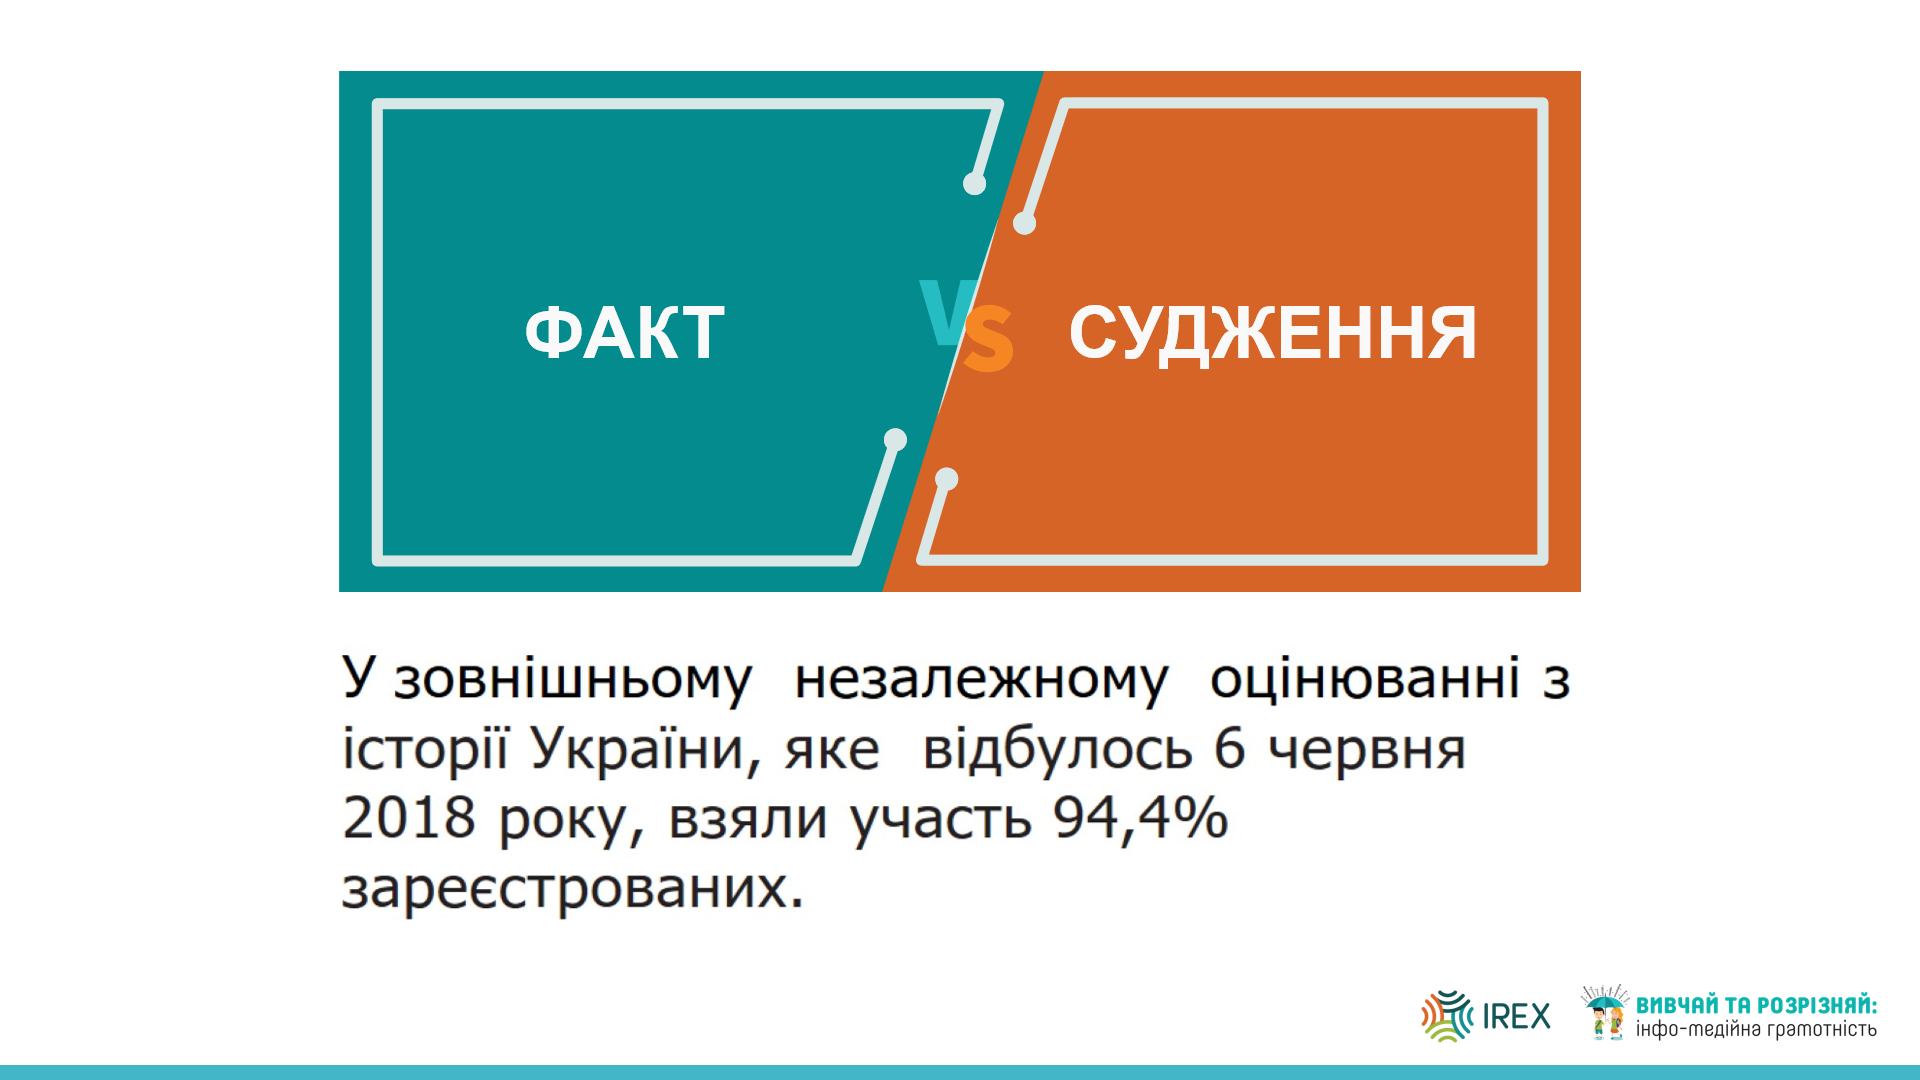 ФАКТ
VS
СУДЖЕННЯ
У зовнішньому незалежному оцінюванні з
історії України, яке відбулось 6 червня
2018 року, взяли участь 94,4%
зареєстрованих.
IREX
ВИВЧАЙ ТА РОЗРІЗНЯЙ:
інфо-медійна грамотність